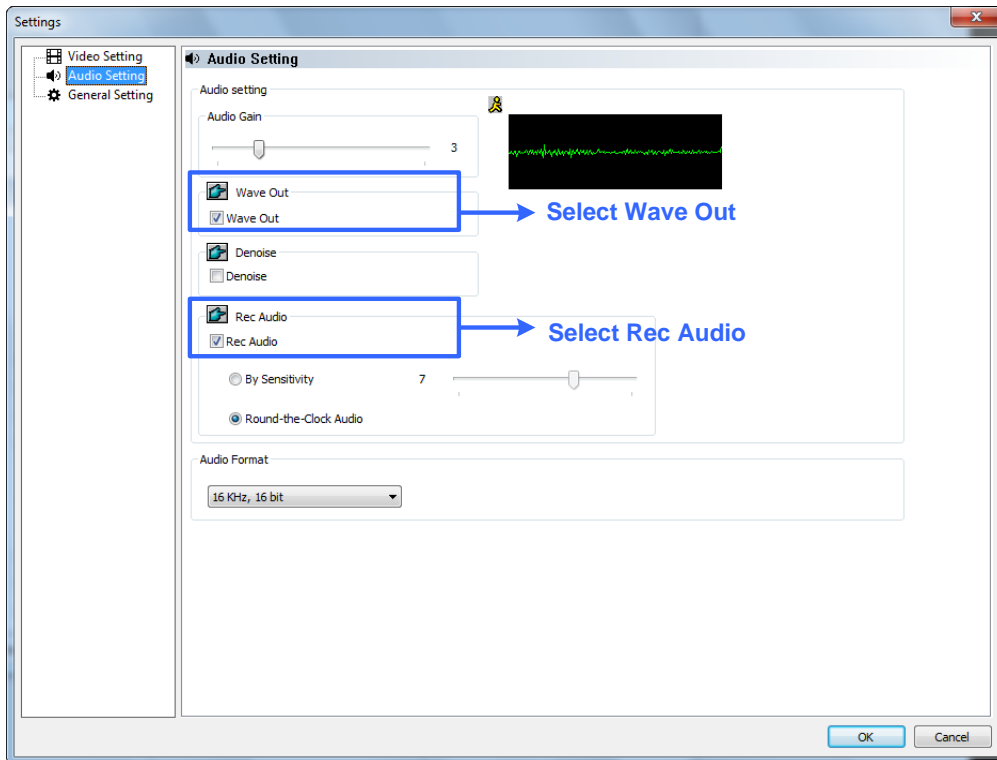 Settings
Video Setting
Audio Setting
General Setting
Audio Setting
Audio setting
Audio Gain
3
Wave Out
Wave Out
Select Wave Out
Denoise
Denoise
Rec Audio
Rec Audio
Select Rec Audio
By Sensitivity 7
Round-the-Clock Audio
Audio Format
16 KHz, 16 bit
OK Cancel